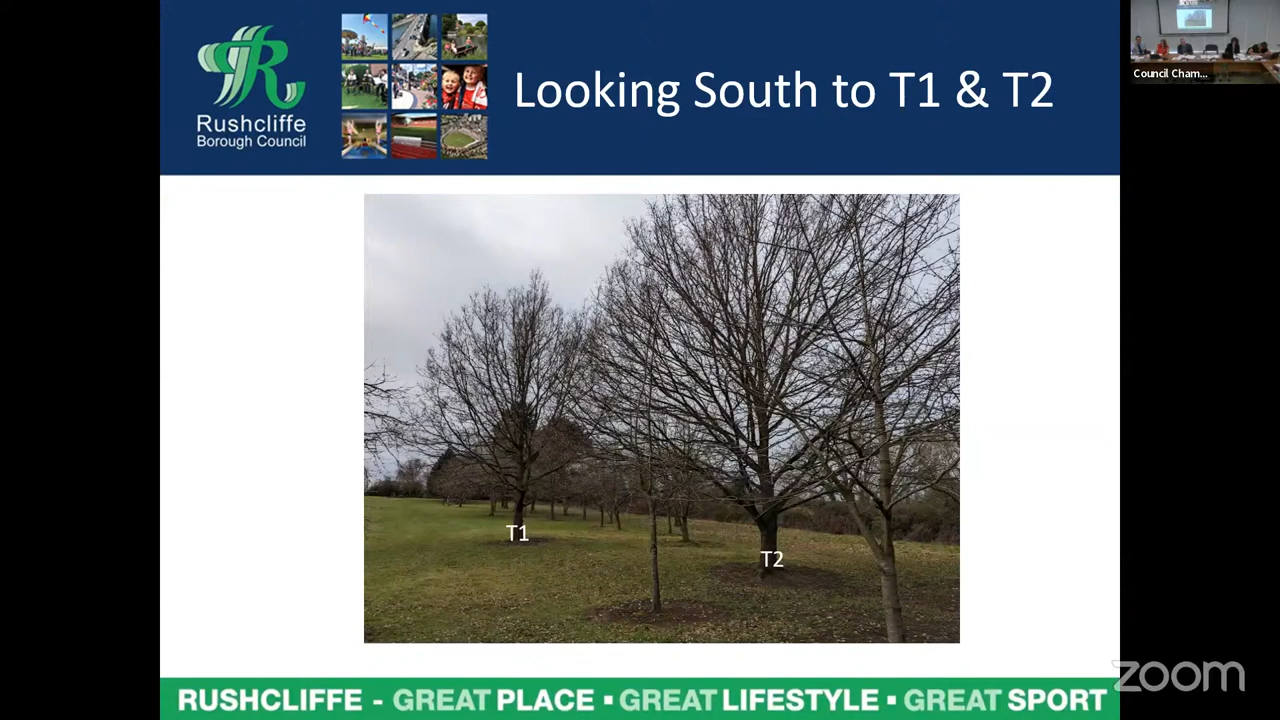 Rushcliffe
Borough Council
Looking South to T1 & T2
Council Cham...
T1
T2
RUSHCLIFFE - GREAT PLACE ▪ GREAT LIFESTYLE ▪ GREAT SPORT
zoom